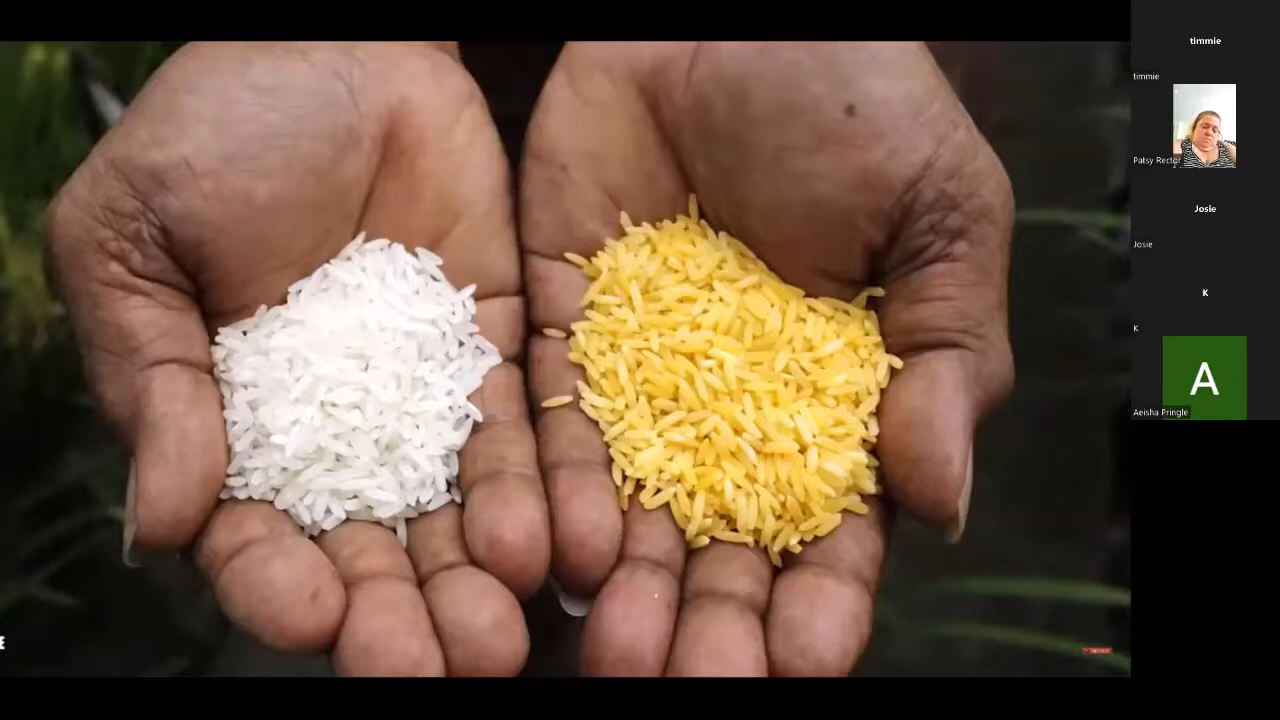 timmie
timmie
Patsy Rector
Josie
Josie
K
K
A
Aeisha Pringle
E